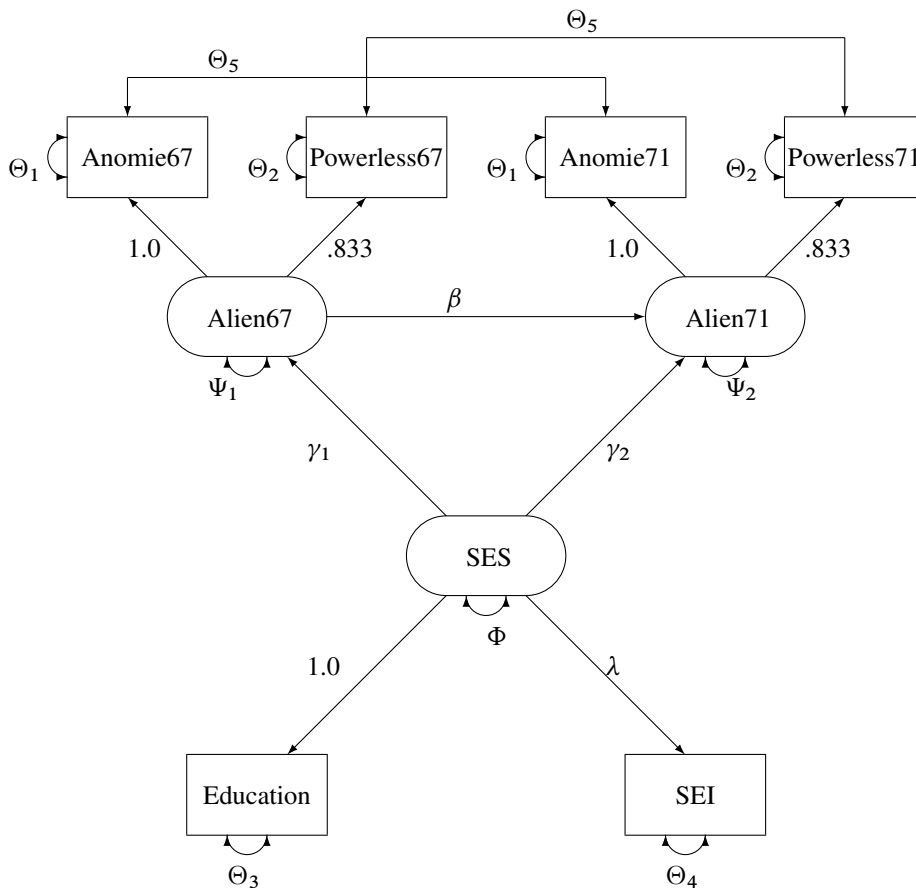 Θ5
Θ5
Anomie67
Powerless67
Anomie71
Powerless71
Θ1
Θ2
Θ1
Θ2
1.0
.833
1.0
.833
β
Alien67
Alien71
Ψ1
Ψ2
γ1
γ2
SES
Φ
1.0
λ
Education
SEI
Θ3
Θ4